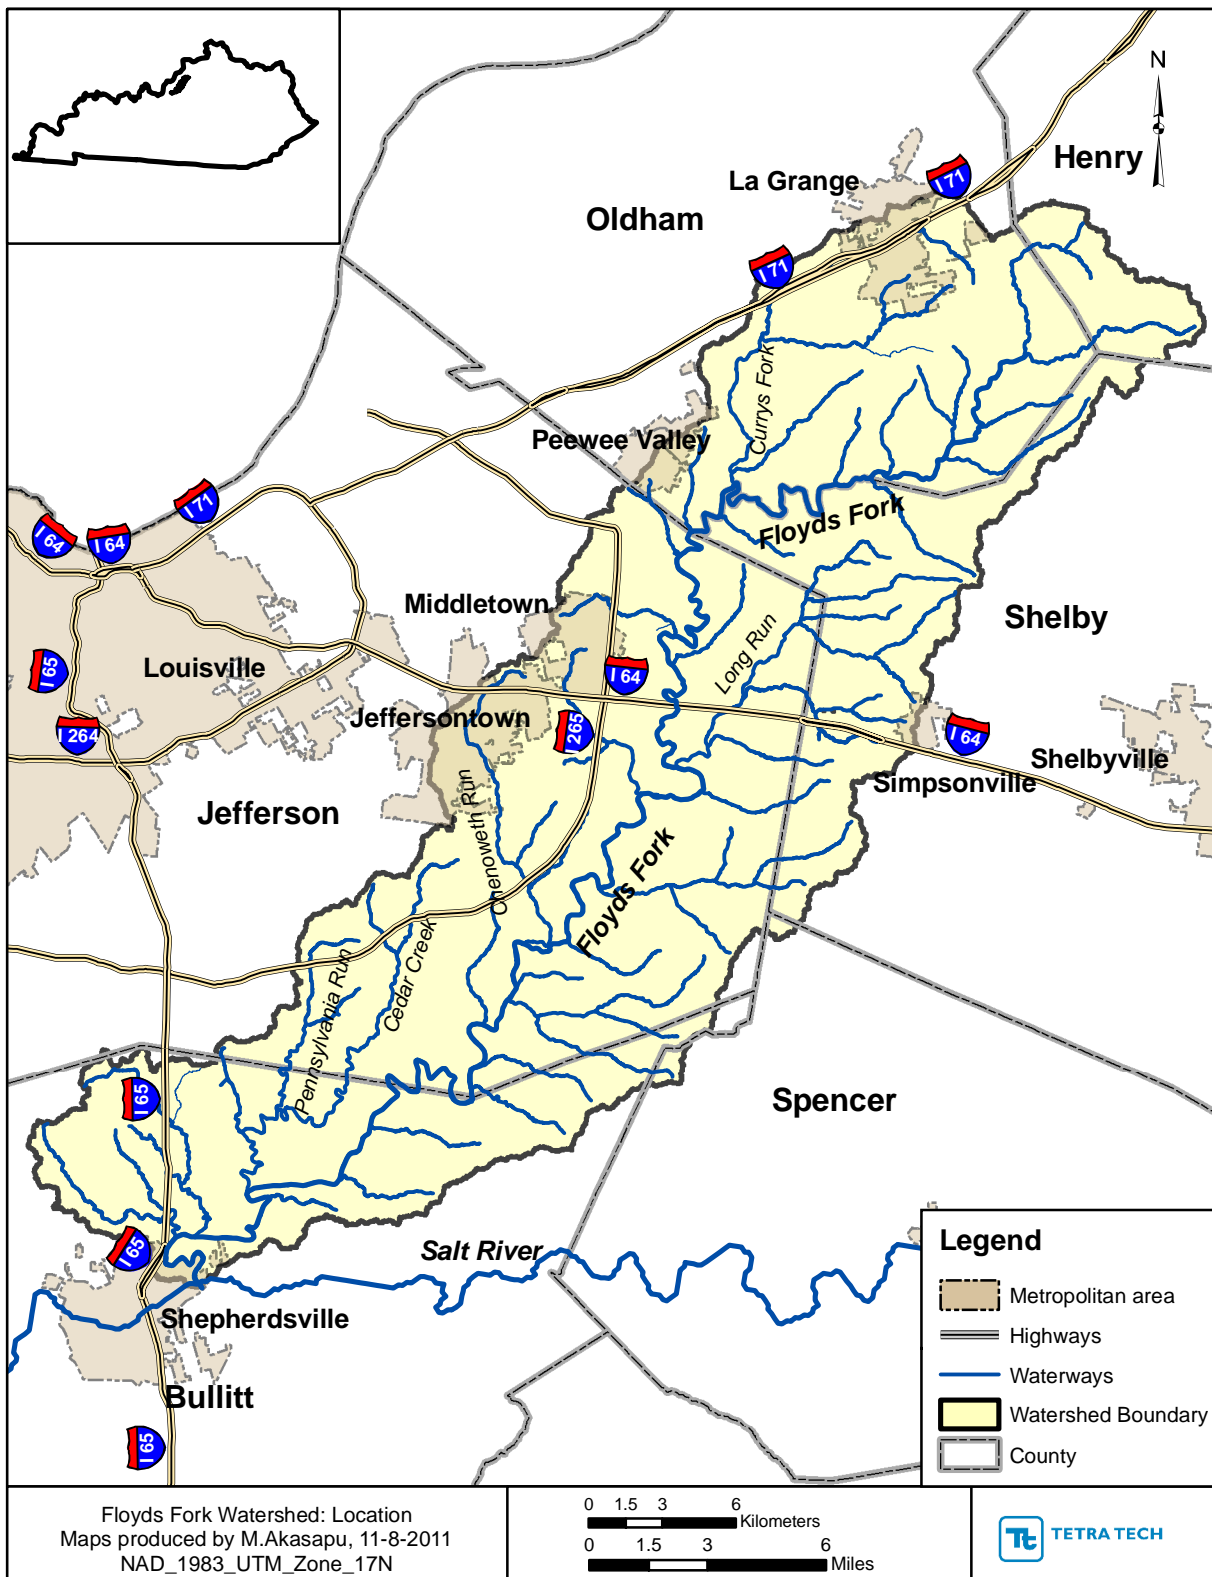 N
Henry
La Grange
I 71
Oldham
I 71
Currys Fork
Peewee Valley
I 71
Floyds Fork
I 64
I 64
Middletown
Shelby
Long Run
Louisville
I 65
I 64
Jeffersontown
I 264
I 265
I 64
Shelbyville
Simpsonville
Jefferson
Chenoweth Run
Floyds Fork
Cedar Creek
Pennsylvania Run
I 65
Spencer
I 65
Salt River
Shepherdsville
Bullitt
I 65
Legend
Metropolitan area
Highways
Waterways
Watershed Boundary
County
Floyds Fork Watershed: Location
Maps produced by M.Akasapu, 11-8-2011
NAD_1983_UTM_Zone_17N
0 1.5 3 6
Kilometers
0 1.5 3 6
Miles
Tt TETRA TECH